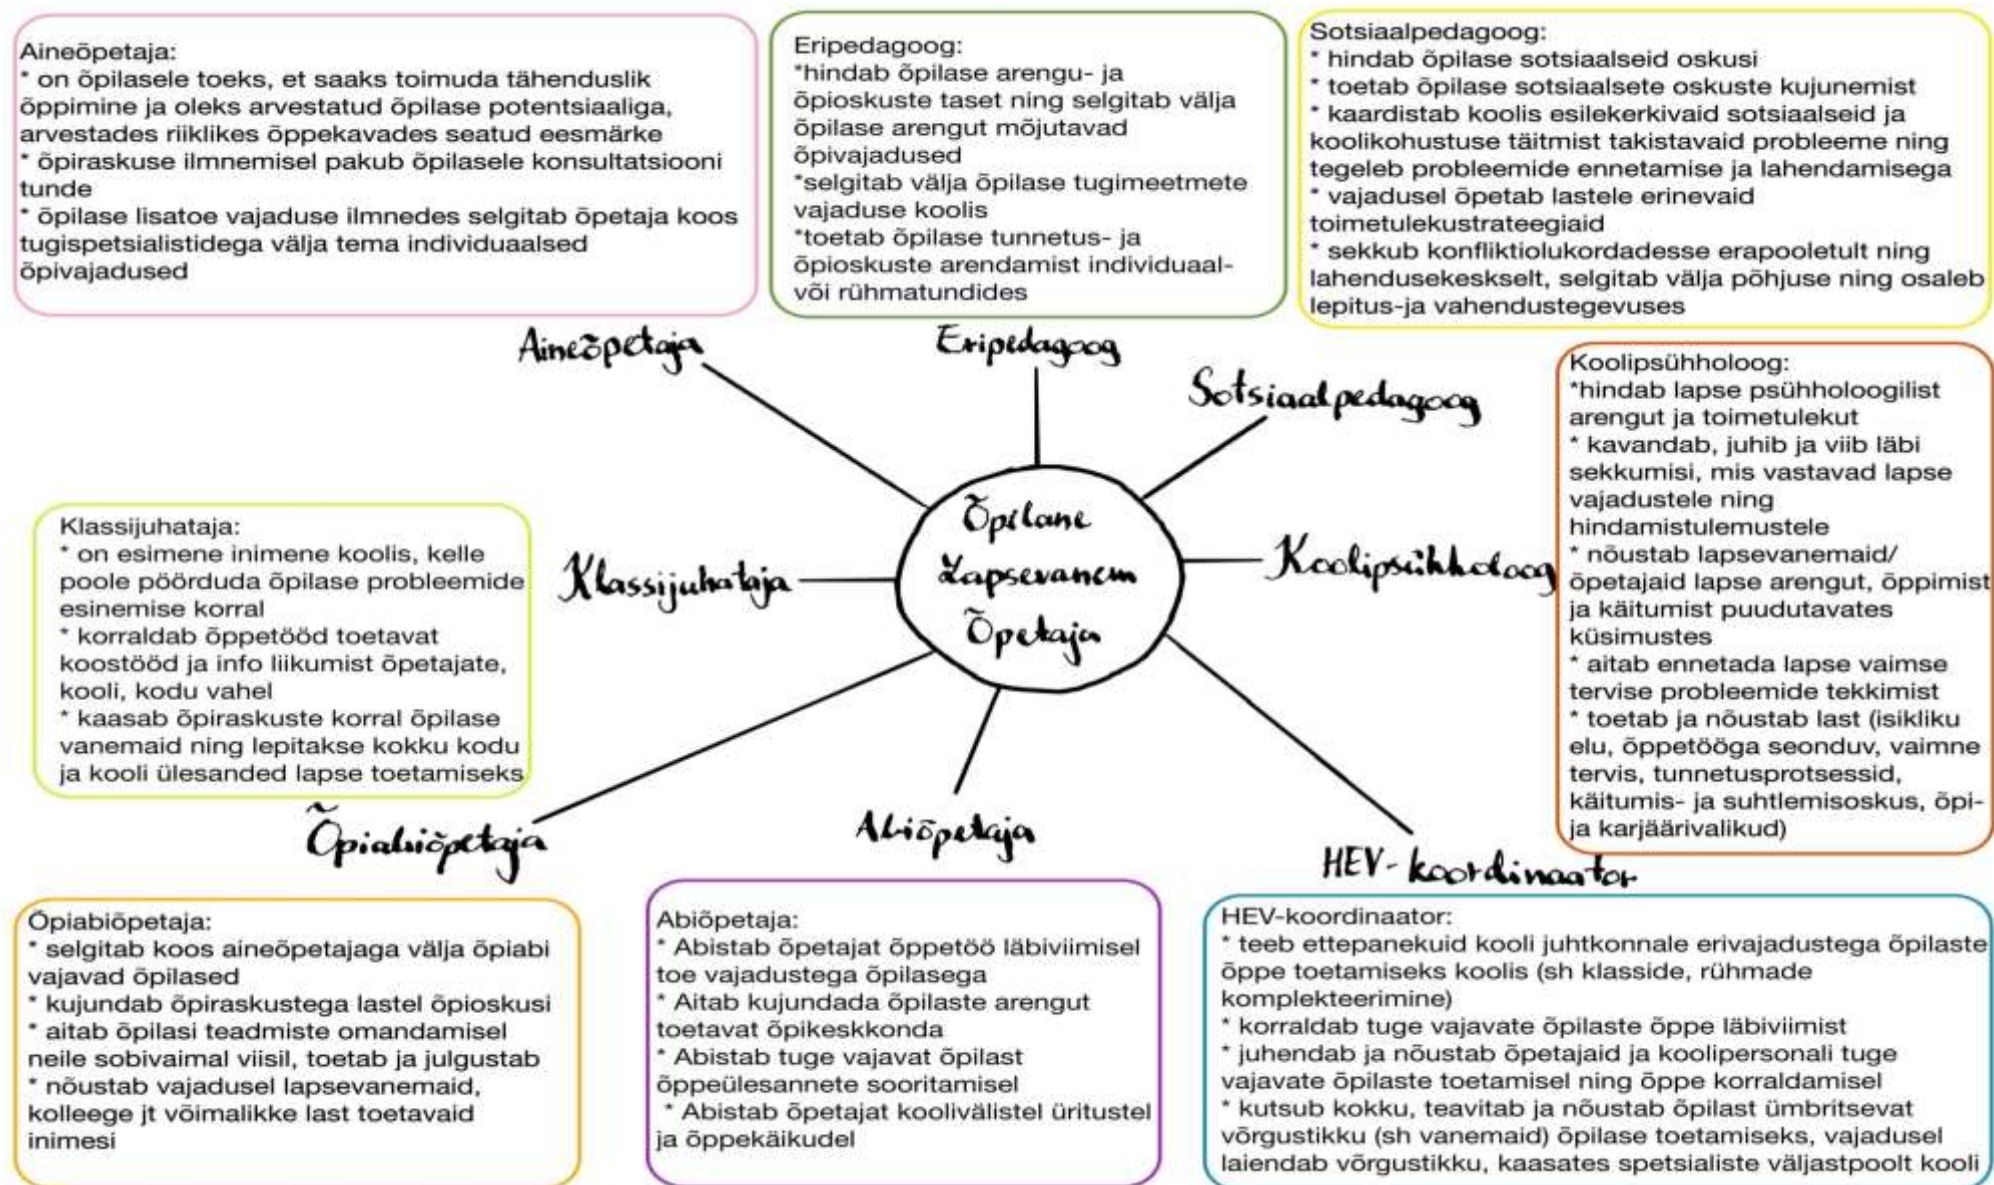 Aineõpetaja:
* on õpilasele toeks, et saaks toimuda tähenduslik
õppimine ja oleks arvestatud õpilase potentsiaaliga,
arvestades riiklikes õppekavades seatud eesmärke
* õpiraskuse ilmnemisel pakub õpilasele konsultatsiooni
tunde
* õpilase lisatoe vajaduse ilmnedes selgitab õpetaja koos
tugispetsialistidega välja tema individuaalsed
õpivajadused
Eripedagoog:
*hindab õpilase arengu- ja
õpioskuste taset ning selgitab välja
õpilase arengut mõjutavad
õpivajadused
*selgitab välja õpilase tugimeetmete
vajaduse koolis
*toetab õpilase tunnetus- ja
õpioskuste arendamist individuaal-
või rühmatundides
Sotsiaalpedagoog:
* hindab õpilase sotsiaalseid oskusi
* toetab õpilase sotsiaalsete oskuste kujunemist
* kaardistab koolis esilekerkivaid sotsiaalseid ja
koolikohustuse täitmist takistavaid probleeme ning
tegeleb probleemide ennetamise ja lahendamisega
* vajadusel õpetab lastele erinevaid
toimetulekustrateegiaid
* sekkub konfliktiolukordadesse erapooletult ning
lahendusekeskselt, selgitab välja põhjuse ning osaleb
lepitus-ja vahendustegevuses
Aineõpetaja
Eripedagoog
Sotsiaalpedagoog
Koolipsühholoog:
*hindab lapse psühholoogilist
arengut ja toimetulekut
* kavandab, juhib ja viib läbi
sekkumisi, mis vastavad lapse
vajadustele ning
hindamistulemustele
* nõustab lapsevanemaid/
õpetajaid lapse arengut, õppimist
ja käitumist puudutavates
küsimustes
* aitab ennetada lapse vaimse
tervise probleemide tekkimist
* toetab ja nõustab last (isikliku
elu, õppetööga seonduv, vaimne
tervis, tunnetusprotsessid,
käitumis- ja suhtlemisoskus, õpi-
ja karjäärivalikud)
Klassijuhataja:
* on esimene inimene koolis, kelle
poole pöörduda õpilase probleemide
esinemise korral
* korraldab õppetööd toetavat
koostööd ja info liikumist õpetajate,
kooli, kodu vahel
* kaasab õpiraskuste korral õpilase
vanemaid ning lepitakse kokku kodu
ja kooli ülesanded lapse toetamiseks
Klassijuhataja
Õpilane
Lapsevanem
Õpetaja
Koolipsühholoog
Õpiabiõpetaja
Abiõpetaja
HEV-koordinaator
Õpiabiõpetaja:
* selgitab koos aineõpetajaga välja õpiabi
vajavad õpilased
* kujundab õpiraskustega lastel õpioskusi
* aitab õpilasi teadmiste omandamisel
neile sobivaimal viisil, toetab ja julgustab
* nõustab vajadusel lapsevanemaid,
kolleege jt võimalikke last toetavaid
inimesi
Abiõpetaja:
* Abistab õpetajat õppetöö läbiviimisel
toe vajadustega õpilasega
* Aitab kujundada õpilaste arengut
toetavat õpikeskkonda
* Abistab tuge vajavat õpilast
õppeülesannete sooritamisel
* Abistab õpetajat koolivälistel üritustel
ja õppekäikudel
HEV-koordinaator:
* teeb ettepanekuid kooli juhtkonnale erivajadustega õpilaste
õppe toetamiseks koolis (sh klasside, rühmade
komplekteerimine)
* korraldab tuge vajavate õpilaste õppe läbiviimist
* juhendab ja nõustab õpetajaid ja koolipersonali tuge
vajavate õpilaste toetamisel ning õppe korraldamisel
* kutsub kokku, teavitab ja nõustab õpilast ümbritsevat
võrgustikku (sh vanemaid) õpilase toetamiseks, vajadusel
laiendab võrgustikku, kaasates spetsialiste väljastpoolt kooli